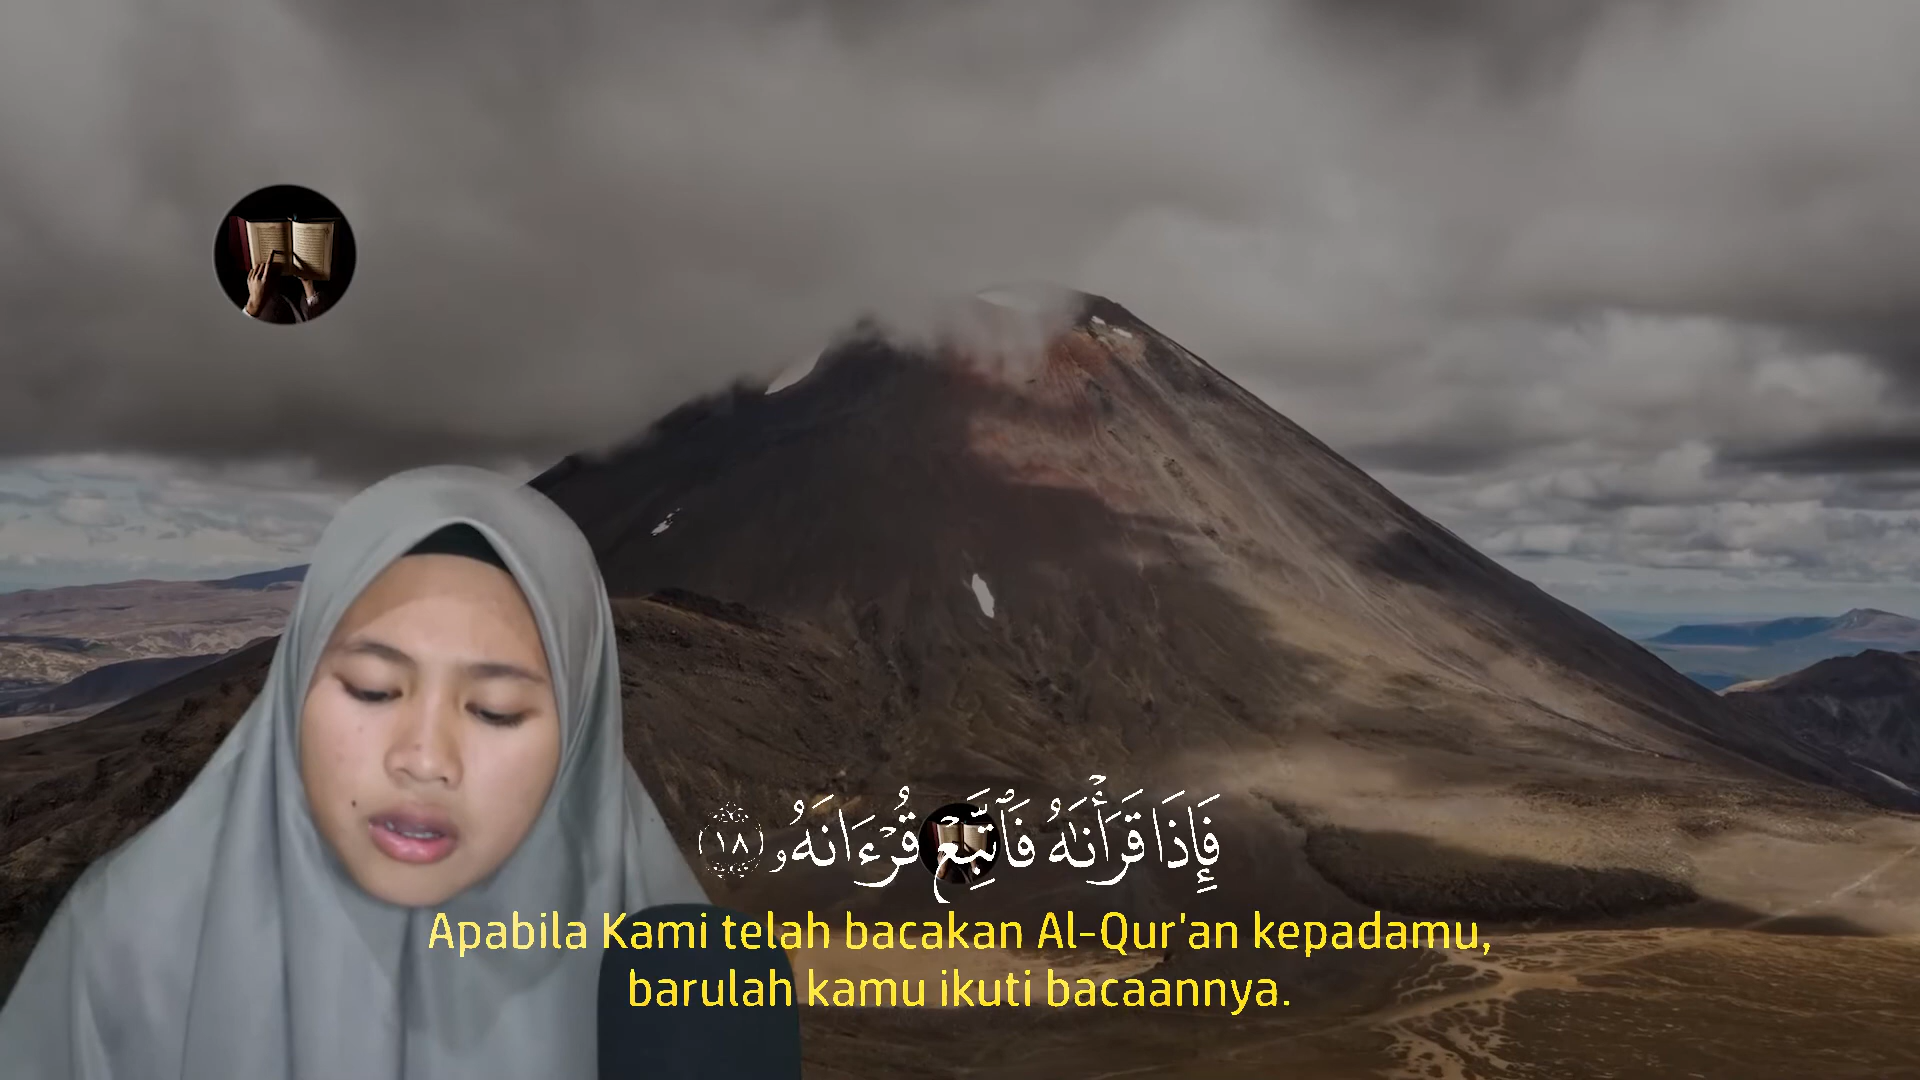 فَإِذَا قَرَأْنَٰهُ فَٱتَّبِعْ قُرْءَانَهُۥ ١٨
Apabila Kami telah bacakan Al-Qur'an kepadamu,
barulah kamu ikuti bacaannya.